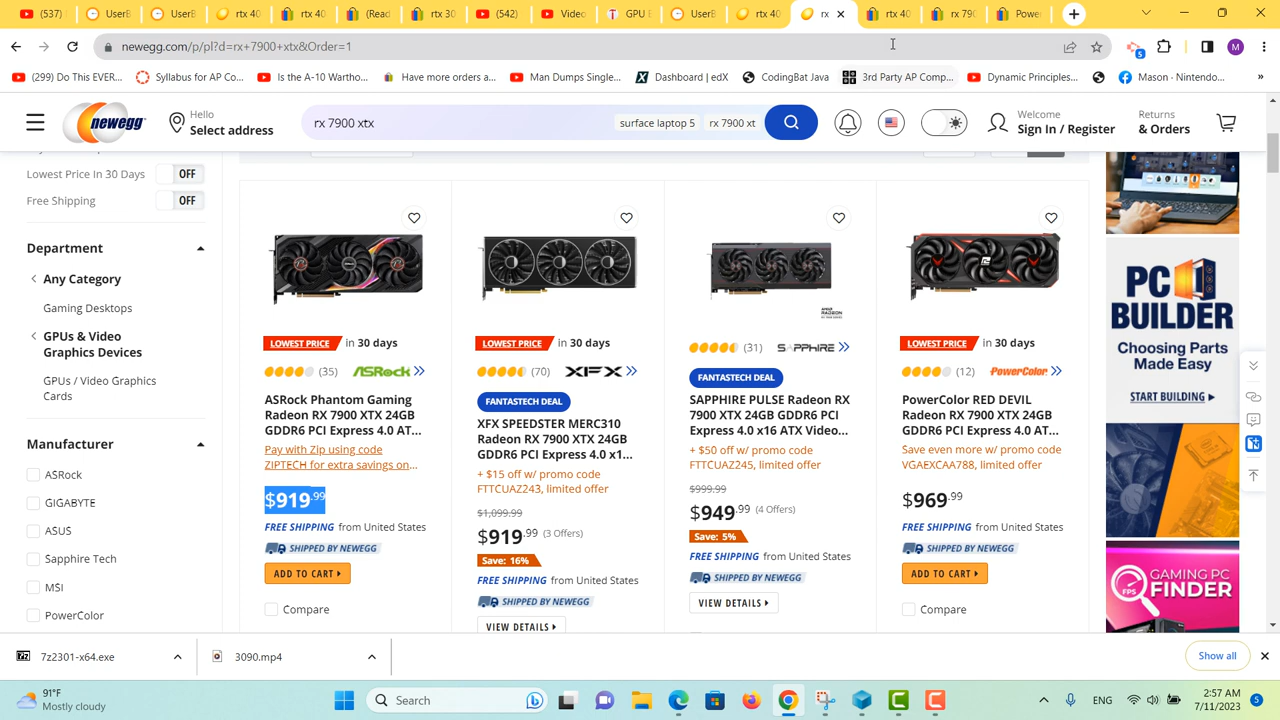 (537)
UserB
rtx 40
(Read
rtx 30
(542)
Video
GPU E
UserB
rtx 40
rx
rtx 4(
rx 79(
Powe
newegg.com/p/pl?d=rx+7900+xtx&Order=1
M
(299) Do This EVER...
Syllabus for AP Co...
Is the A-10 Wartho...
Have more orders a...
Man Dumps Single...
Dashboard | edX
CodingBat Java
3rd Party AP Comp...
Dynamic Principles...
Mason - Nintendo...
»
newegg
Hello
Select address
rx 7900 xtx
surface laptop 5
rx 7900 xt
Welcome
Sign In / Register
Returns
& Orders
Lowest Price In 30 Days OFF
Free Shipping OFF
Department
Any Category
Gaming Desktops
GPUs & Video
Graphics Devices
GPUs / Video Graphics
Cards
Manufacturer
ASRock
GIGABYTE
ASUS
Sapphire Tech
MSI
PowerColor
LOWEST PRICE in 30 days
(35) ASRock
ASRock Phantom Gaming
Radeon RX 7900 XTX 24GB
GDDR6 PCI Express 4.0 AT...
Pay with Zip using code
ZIPTECH for extra savings on...
$919.99
FREE SHIPPING from United States
SHIPPED BY NEWEGG
ADD TO CART
Compare
LOWEST PRICE in 30 days
(70) XFX
FANTASTECH DEAL
XFX SPEEDSTER MERC310
Radeon RX 7900 XTX 24GB
GDDR6 PCI Express 4.0 x1...
+ $15 off w/ promo code
FTTCUAZ243, limited offer
$1,099.99
$919.99 (3 Offers)
Save: 16%
FREE SHIPPING from United States
SHIPPED BY NEWEGG
VIEW DETAILS
AMD
RADEON
(31) SAPPHIRE
FANTASTECH DEAL
SAPPHIRE PULSE Radeon RX
7900 XTX 24GB GDDR6 PCI
Express 4.0 x16 ATX Video...
+ $50 off w/ promo code
FTTCUAZ245, limited offer
$999.99
$949.99 (4 Offers)
Save: 5%
FREE SHIPPING from United States
SHIPPED BY NEWEGG
VIEW DETAILS
LOWEST PRICE in 30 days
(12) PowerColor
PowerColor RED DEVIL
Radeon RX 7900 XTX 24GB
GDDR6 PCI Express 4.0 AT...
Save even more w/ promo code
VGAEXCAA788, limited offer
$969.99
FREE SHIPPING from United States
SHIPPED BY NEWEGG
ADD TO CART
Compare
PC
BUILDER
Choosing Parts
Made Easy
START BUILDING
GAMING PC
FINDER
FPS
7z2301-x64.exe
3090.mp4
Show all
91°F
Mostly cloudy
Search
ENG
2:57 AM
7/11/2023
5